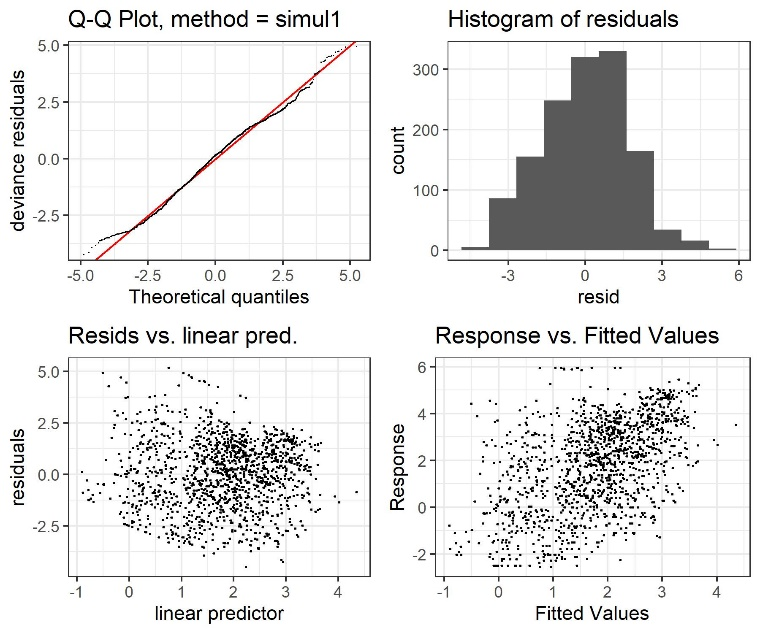 Q-Q Plot, method = simul1
5.0
2.5
0.0
-2.5
deviance residuals
-5.0 -2.5 0.0 2.5 5.0
Theoretical quantiles
Histogram of residuals
300
200
100
0
count
-3 0 3 6
resid
Resids vs. linear pred.
5.0
2.5
0.0
-2.5
residuals
-1 0 1 2 3 4
linear predictor
Response vs. Fitted Values
6
4
2
0
-2
Response
-1 0 1 2 3 4
Fitted Values